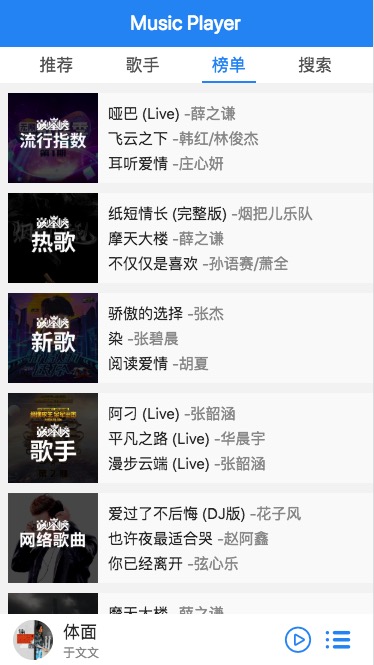 Music Player
推荐
歌手
榜单
搜索
巅峰榜
流行指数
哑巴 (Live) -薛之谦
飞云之下 -韩红/林俊杰
耳听爱情 -庄心妍
巅峰榜
热歌
纸短情长 (完整版) -烟把儿乐队
摩天大楼 -薛之谦
不仅仅是喜欢 -孙语赛/萧全
巅峰榜
新歌
骄傲的选择 -张杰
染 -张碧晨
阅读爱情 -胡夏
巅峰榜
歌手
阿刁 (Live) -张韶涵
平凡之路 (Live) -华晨宇
漫步云端 (Live) -张韶涵
巅峰榜
网络歌曲
爱过了不后悔 (DJ版) -花子风
也许夜最适合哭 -赵阿鑫
你已经离开 -弦心乐
摩天大楼 -薛之谦
体面
于文文